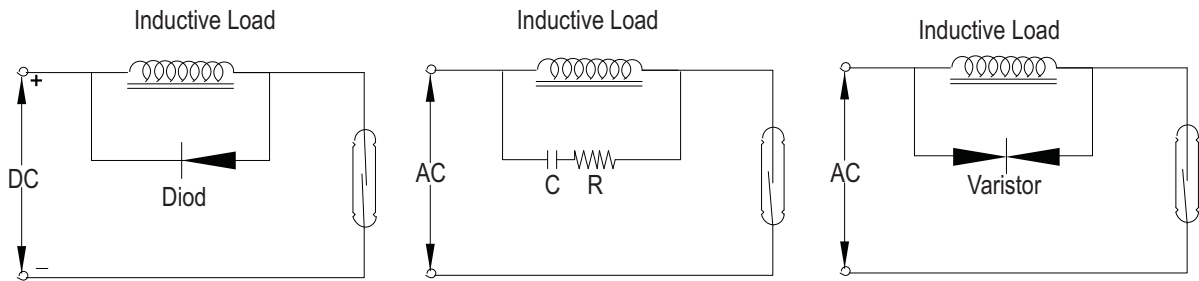 Inductive Load
+
DC
Diod
–
Inductive Load
AC
C R
Inductive Load
AC
Varistor